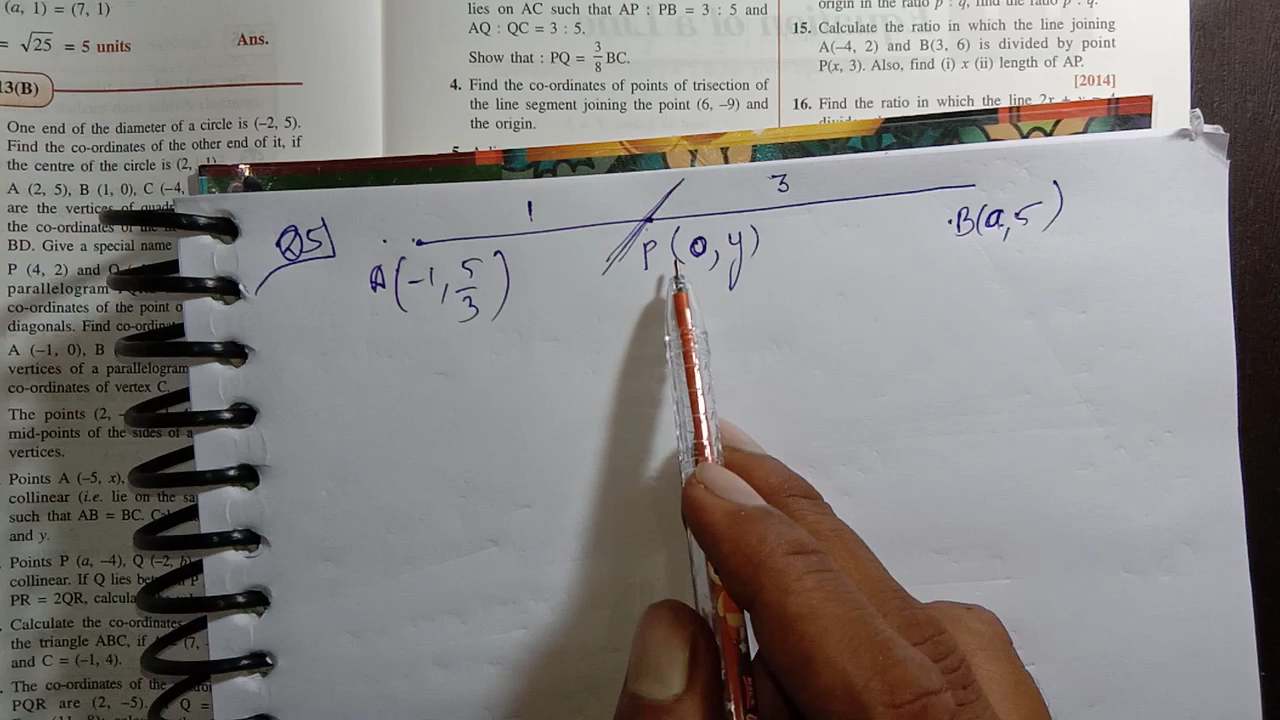 (a, 1) = (7, 1)
= √25 = 5 units Ans.
13(B)
One end of the diameter of a circle is (–2, 5).
Find the co-ordinates of the other end of it, if
the centre of the circle is (2,
A (2, 5), B (1, 0), C (–4,
are the vertices of
the co-ordinates of
BD. Give a special name
P (4, 2) and
parallelogram
co-ordinates of the point o
diagonals. Find
A (–1, 0), B
vertices of a parallelogram
co-ordinates of vertex C.
The points (2,
mid-points of the sides of a
vertices.
Points A (–5, x),
collinear (i.e. lie on the
such that AB = BC.
and y.
Points P (a, –4), Q (–2,
collinear. If Q lies
PR = 2QR,
Calculate the co-ordinates
the triangle ABC, if (7,
and C = (–1, 4).
The co-ordinates of the
PQR are (2, –5). Q =
lies on AC such that AP : PB = 3 : 5 and
AQ : QC = 3 : 5.
Show that : PQ = 3/8 BC.
4. Find the co-ordinates of points of trisection of
the line segment joining the point (6, –9) and
the origin.
5.
origin in the ratio p : q, find the ratio p : q.
15. Calculate the ratio in which the line joining
A(–4, 2) and B(3, 6) is divided by point
P(x, 3). Also, find (i) x (ii) length of AP.
[2014]
16. Find the ratio in which the line
Q5]
1 3
A(-1, 5/3) P(0, y) B(a, 5)